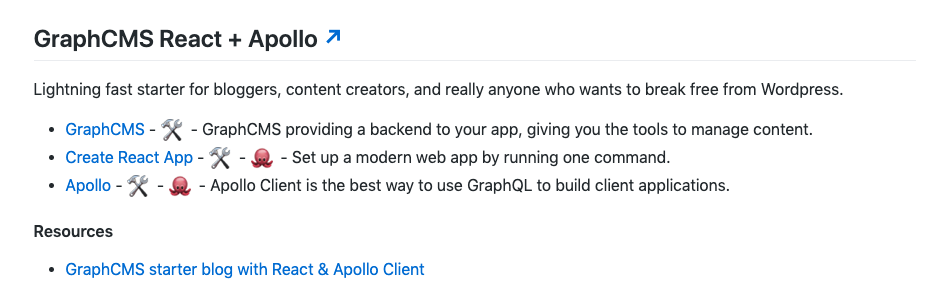 GraphCMS React + Apollo ↗
Lightning fast starter for bloggers, content creators, and really anyone who wants to break free from Wordpress.
• GraphCMS - 🛠 - GraphCMS providing a backend to your app, giving you the tools to manage content.
• Create React App - 🛠 - 🐙 - Set up a modern web app by running one command.
• Apollo - 🛠 - 🐙 - Apollo Client is the best way to use GraphQL to build client applications.
Resources
• GraphCMS starter blog with React & Apollo Client